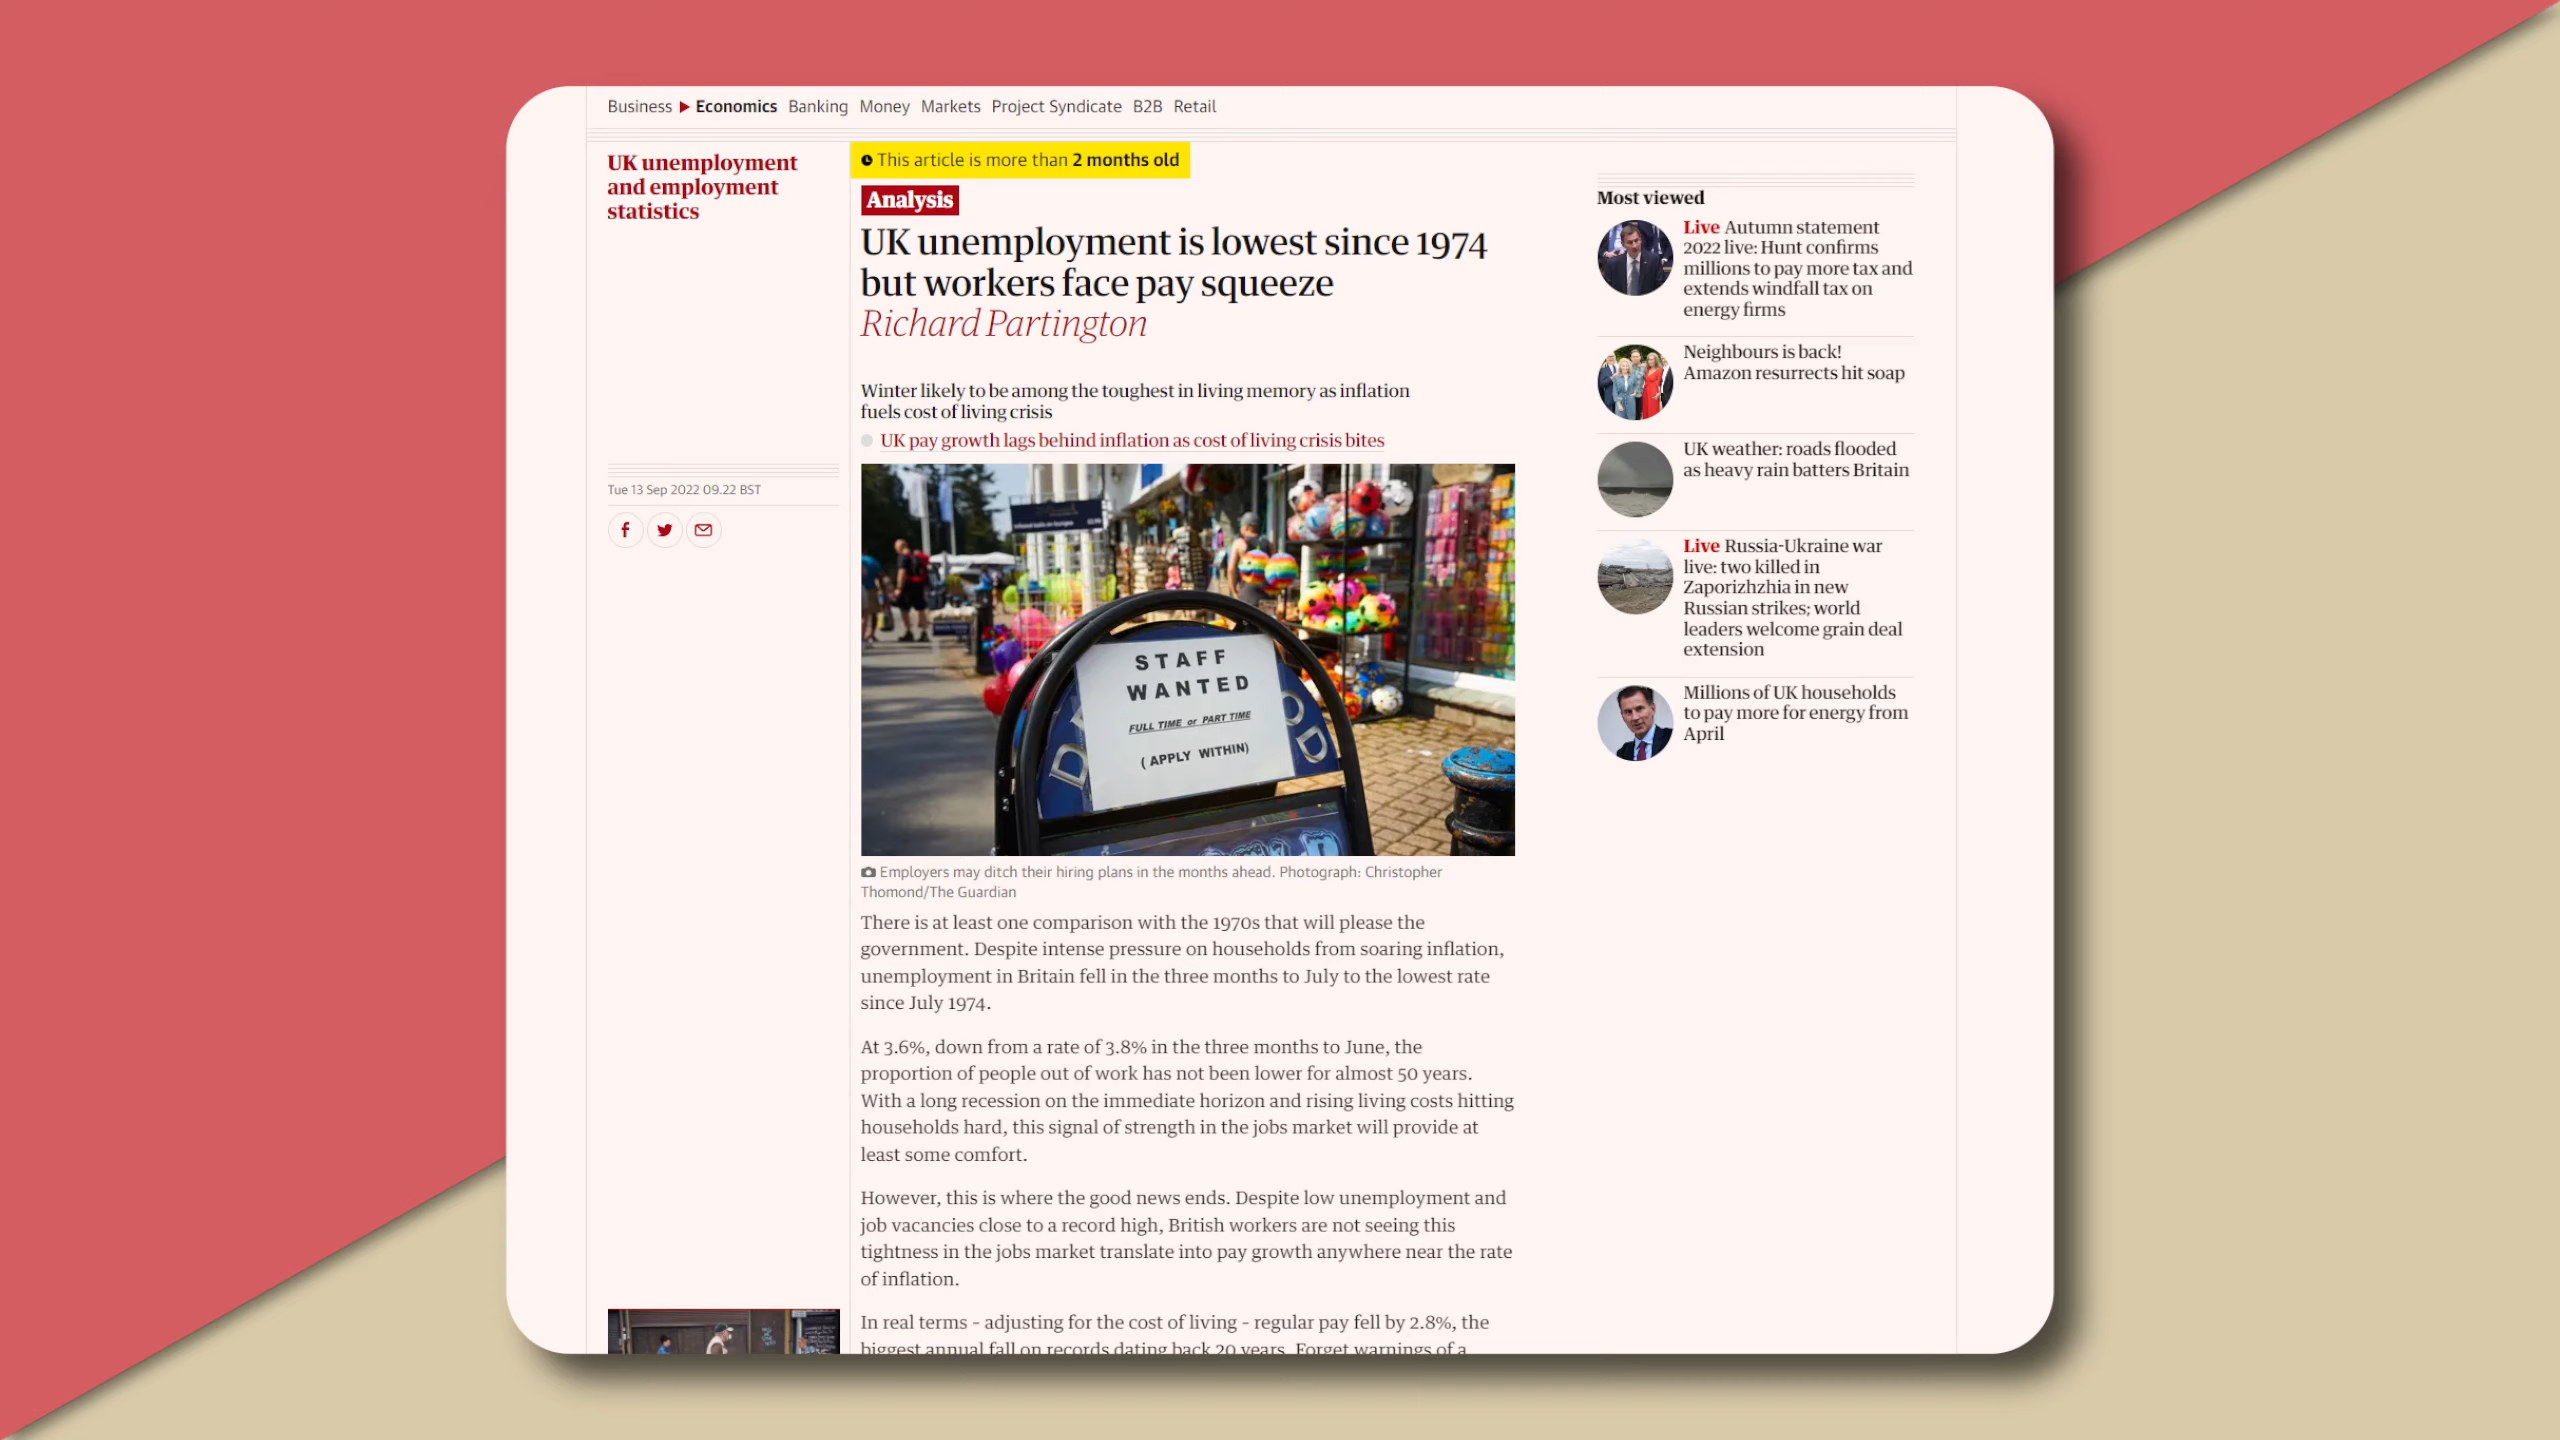 Business Economics Banking Money Markets Project Syndicate B2B Retail
UK unemployment
and employment
statistics
Tue 13 Sep 2022 09.22 BST
This article is more than 2 months old
Analysis
UK unemployment is lowest since 1974
but workers face pay squeeze
Richard Partington
Winter likely to be among the toughest in living memory as inflation
fuels cost of living crisis
UK pay growth lags behind inflation as cost of living crisis bites
STAFF
WANTED
FULL TIME or PART TIME
( APPLY WITHIN)
Employers may ditch their hiring plans in the months ahead. Photograph: Christopher
Thomond/The Guardian
There is at least one comparison with the 1970s that will please the
government. Despite intense pressure on households from soaring inflation,
unemployment in Britain fell in the three months to July to the lowest rate
since July 1974.
At 3.6%, down from a rate of 3.8% in the three months to June, the
proportion of people out of work has not been lower for almost 50 years.
With a long recession on the immediate horizon and rising living costs hitting
households hard, this signal of strength in the jobs market will provide at
least some comfort.
However, this is where the good news ends. Despite low unemployment and
job vacancies close to a record high, British workers are not seeing this
tightness in the jobs market translate into pay growth anywhere near the rate
of inflation.
In real terms – adjusting for the cost of living – regular pay fell by 2.8%, the
biggest annual fall on records dating back 20 years. Forget warnings of a
Most viewed
Live Autumn statement
2022 live: Hunt confirms
millions to pay more tax and
extends windfall tax on
energy firms
Neighbours is back!
Amazon resurrects hit soap
UK weather: roads flooded
as heavy rain batters Britain
Live Russia-Ukraine war
live: two killed in
Zaporizhzhia in new
Russian strikes; world
leaders welcome grain deal
extension
Millions of UK households
to pay more for energy from
April